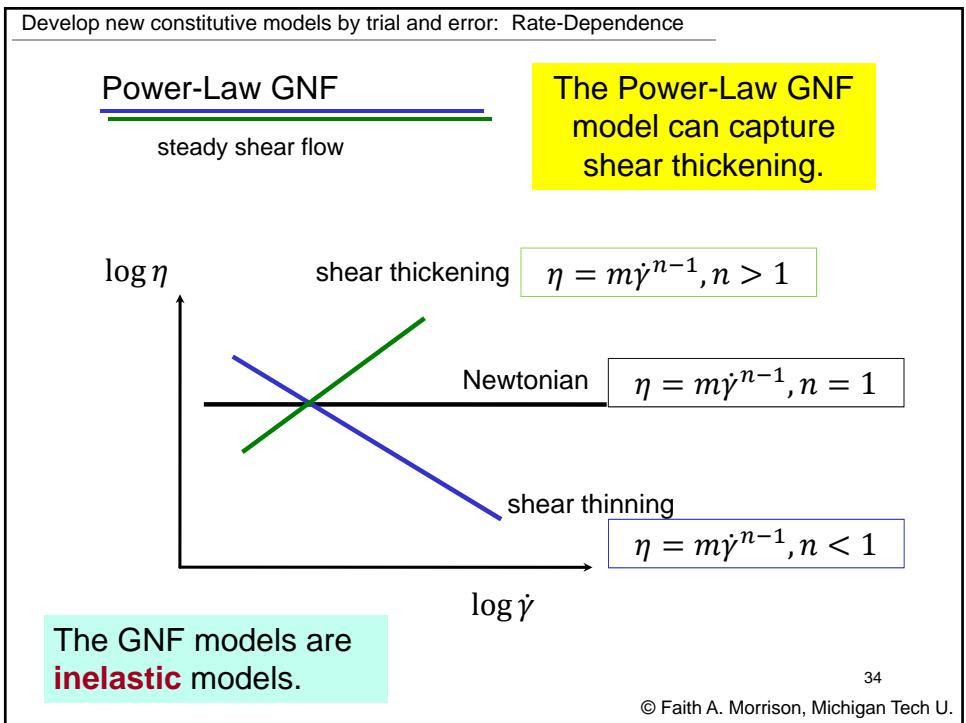 Develop new constitutive models by trial and error: Rate-Dependence
Power-Law GNF
steady shear flow
The Power-Law GNF
model can capture
shear thickening.
log η
shear thickening
η = mγ̇ⁿ⁻¹, n > 1
Newtonian
η = mγ̇ⁿ⁻¹, n = 1
shear thinning
η = mγ̇ⁿ⁻¹, n < 1
log γ̇
The GNF models are
inelastic models.
34
© Faith A. Morrison, Michigan Tech U.